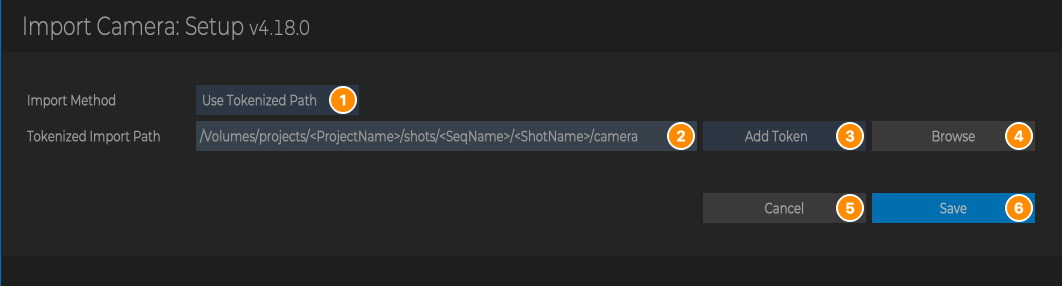 Import Camera: Setup v4.18.0
Import Method Use Tokenized Path 1
Tokenized Import Path /Volumes/projects/<ProjectName>/shots/<SeqName>/<ShotName>/camera 2 Add Token 3 Browse 4
Cancel 5 Save 6